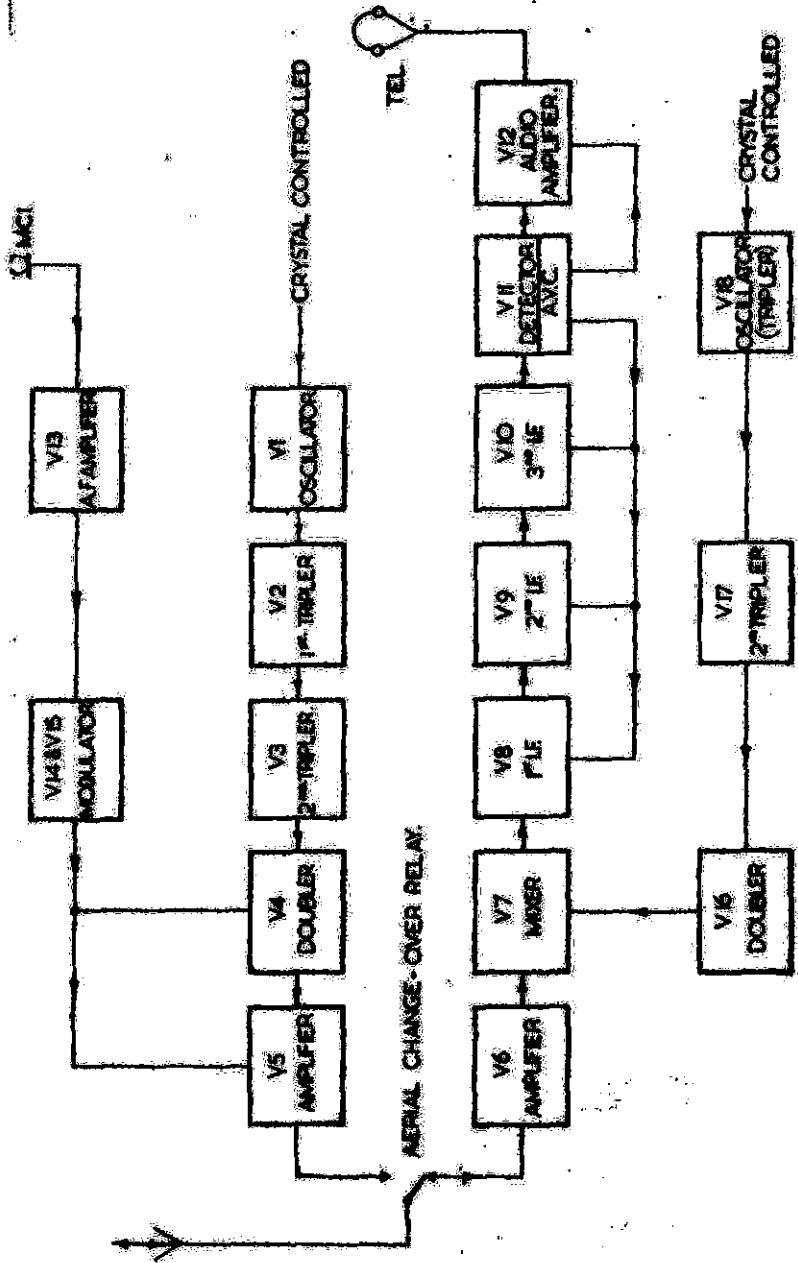 V14 & V15
MODULATOR
V13
A.F AMPLIFIER
MCI.
V5
AMPLIFIER
V4
DOUBLER
V3
2ND TRIPLER
V2
1ST TRIPLER
V1
OSCILLATOR
CRYSTAL CONTROLLED
AERIAL CHANGE-OVER RELAY.
V6
AMPLIFIER
V7
MIXER
V8
1ST I.F.
V9
2ND I.F.
V10
3RD I.F.
V11
DETECTOR
A.V.C.
V12
AUDIO
AMPLIFIER.
TEL.
V16
DOUBLER
V17
2ND TRIPLER
V18
OSCILLATOR
(TRIPLER)
CRYSTAL
CONTROLLED